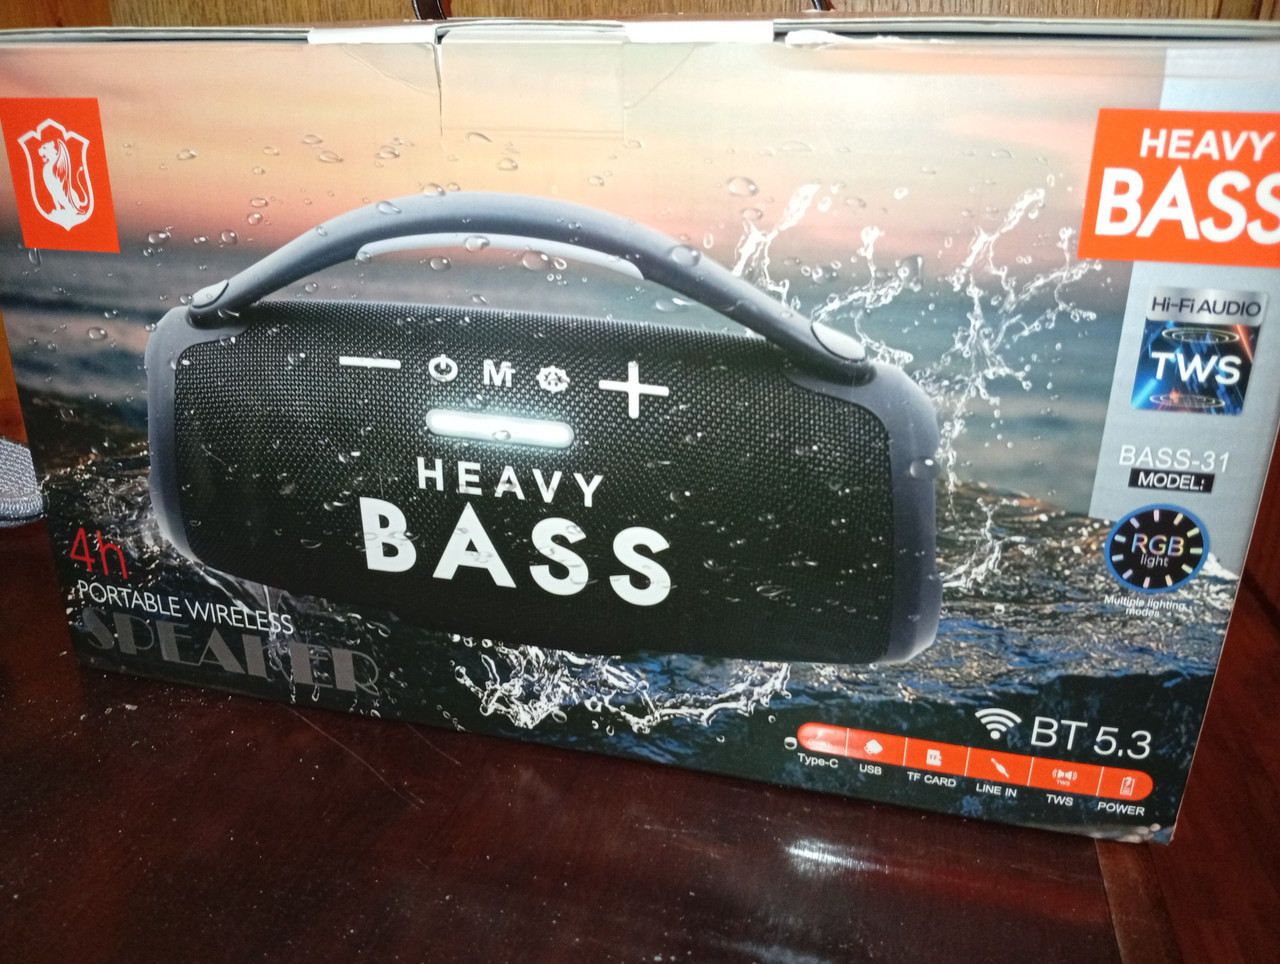 HEAVY
BASS
Hi-Fi AUDIO
TWS
BASS-31
MODEL:
RGB
light
Multiple lighting
modes
M
HEAVY
BASS
4h
PORTABLE WIRELESS
SPEAKER
BT 5.3
Type-C
USB
TF CARD
LINE IN
TWS
POWER